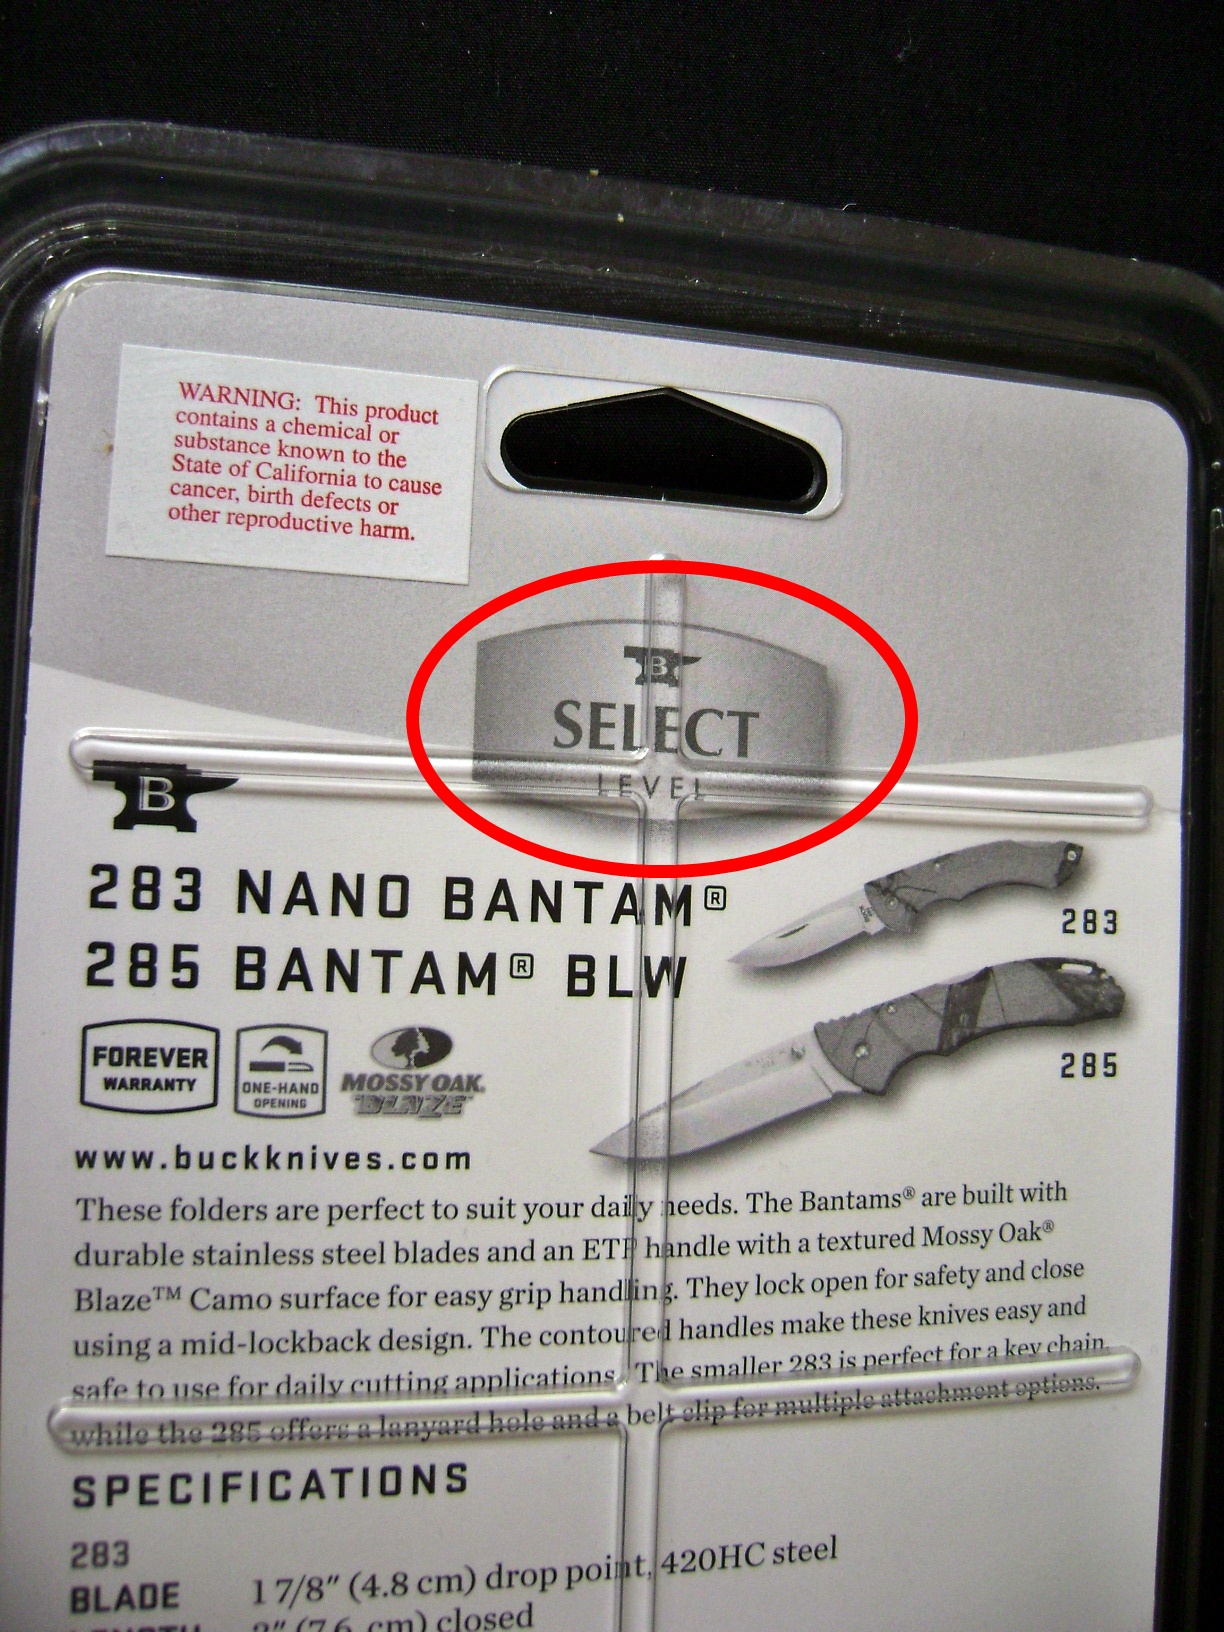 WARNING: This product
contains a chemical or
substance known to the
State of California to cause
cancer, birth defects or
other reproductive harm.
B
SELECT
LEVEL
B
283 NANO BANTAM®
285 BANTAM® BLW
283
285
FOREVER
WARRANTY
ONE-HAND
OPENING
MOSSY OAK.
BLAZE
www.buckknives.com
These folders are perfect to suit your daily needs. The Bantams® are built with
durable stainless steel blades and an ETP handle with a textured Mossy Oak®
Blaze™ Camo surface for easy grip handling. They lock open for safety and close
using a mid-lockback design. The contoured handles make these knives easy and
safe to use for daily cutting applications. The smaller 283 is perfect for a key chain,
while the 285 offers a lanyard hole and a belt clip for multiple attachment options.
SPECIFICATIONS
283
BLADE 1 7/8" (4.8 cm) drop point, 420HC steel
LENGTH 3" (7.6 cm) closed